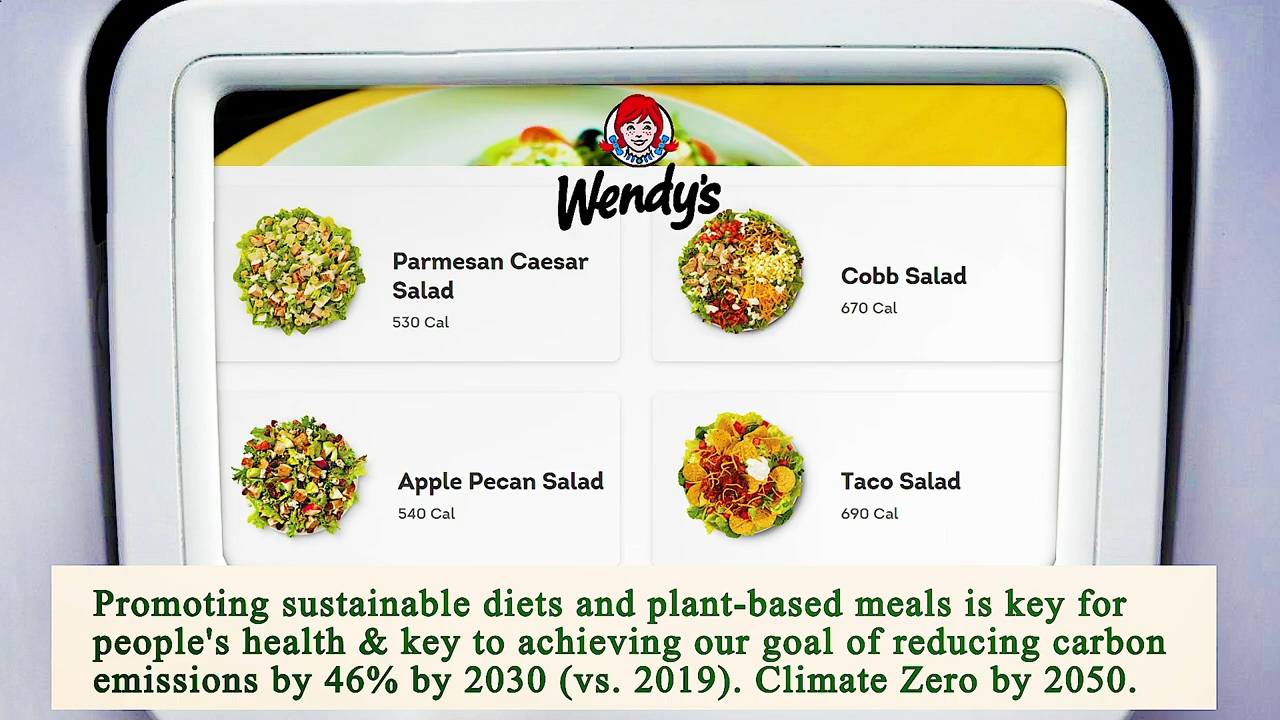 Wendy's
Parmesan Caesar
Salad
530 Cal
Cobb Salad
670 Cal
Apple Pecan Salad
540 Cal
Taco Salad
690 Cal
Promoting sustainable diets and plant-based meals is key for
people's health & key to achieving our goal of reducing carbon
emissions by 46% by 2030 (vs. 2019). Climate Zero by 2050.